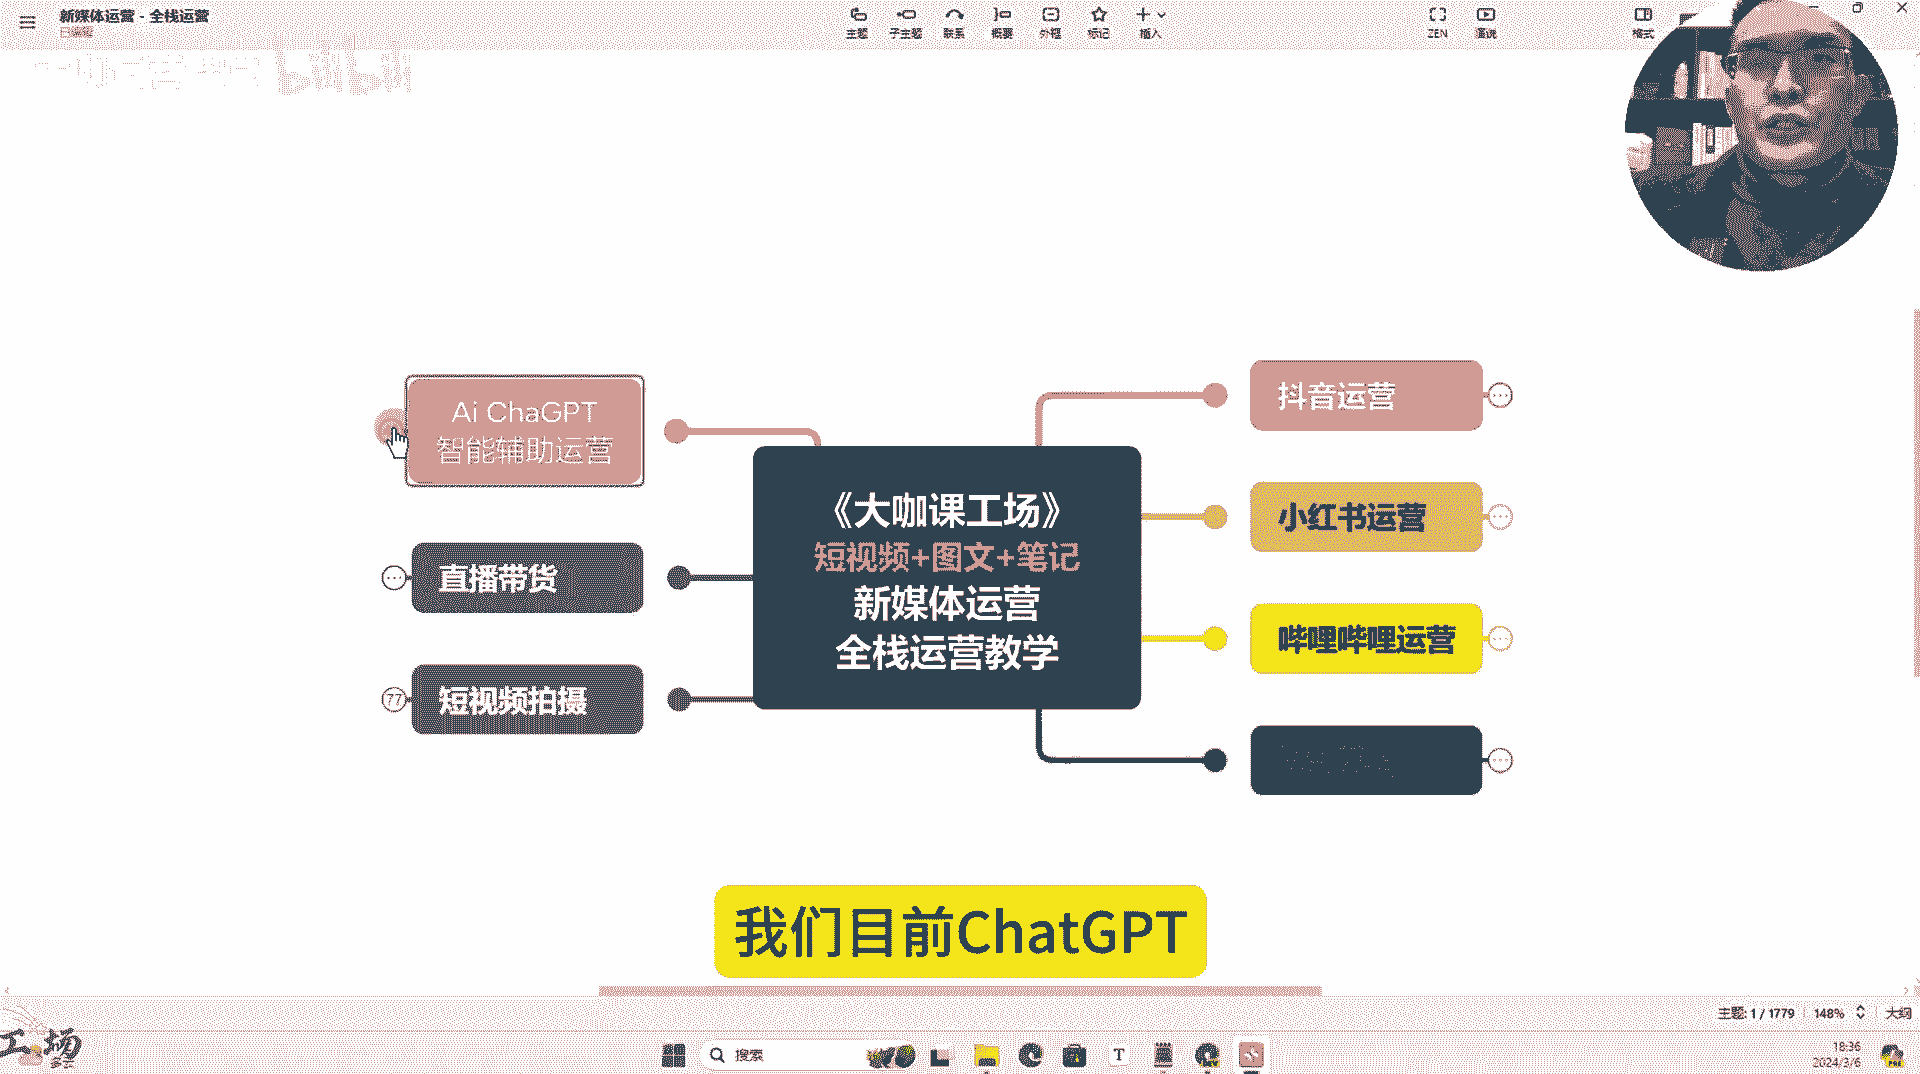 新媒体运营 - 全栈运营
已编辑
主题
子主题
联系
概要
外框
标记
插入
ZEN
演说
格式
Ai ChaGPT
智能辅助运营
直播带货
77
短视频拍摄
《大咖课工场》
短视频+图文+笔记
新媒体运营
全栈运营教学
抖音运营
小红书运营
哔哩哔哩运营
我们目前ChatGPT
主题: 1 / 1779
148%
大纲
工场
搜索
T
18:36
2024/3/6